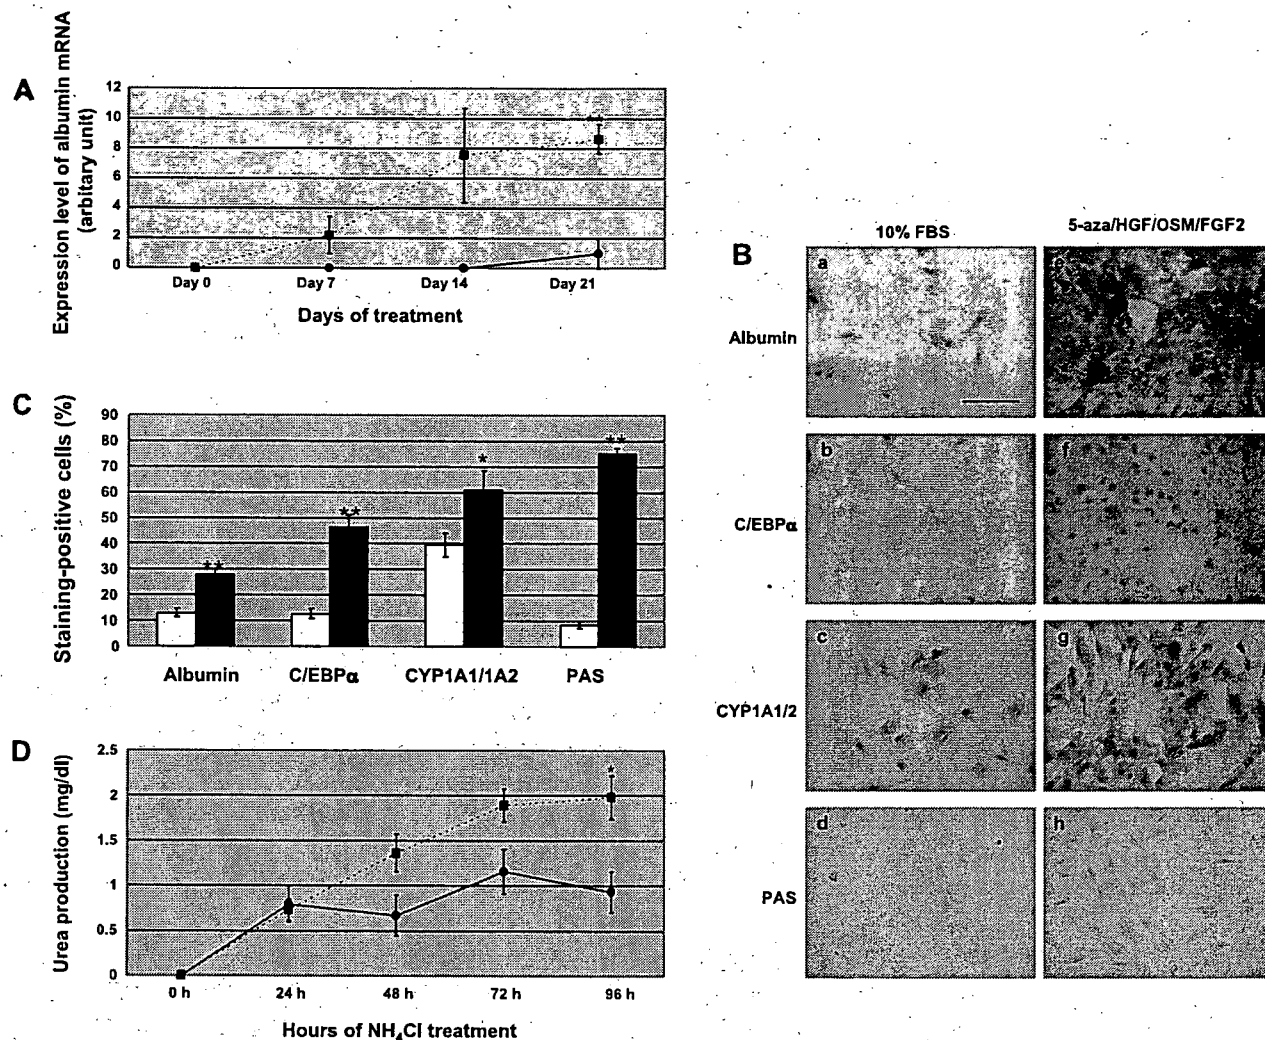 A
Expression level of albumin mRNA
(arbitary unit)
12
10
8
6
4
2
0
**
Day 0 Day 7 Day 14 Day 21
Days of treatment
C
Staining-positive cells (%)
90
80
70
60
50
40
30
20
10
0
** ** * **
Albumin C/EBPα CYP1A1/1A2 PAS
D
Urea production (mg/dl)
2.5
2
1.5
1
0.5
0
*
0 h 24 h 48 h 72 h 96 h
Hours of NH₄Cl treatment
B
10% FBS 5-aza/HGF/OSM/FGF2
Albumin
a e
C/EBPα
b f
CYP1A1/2
c g
PAS
d h